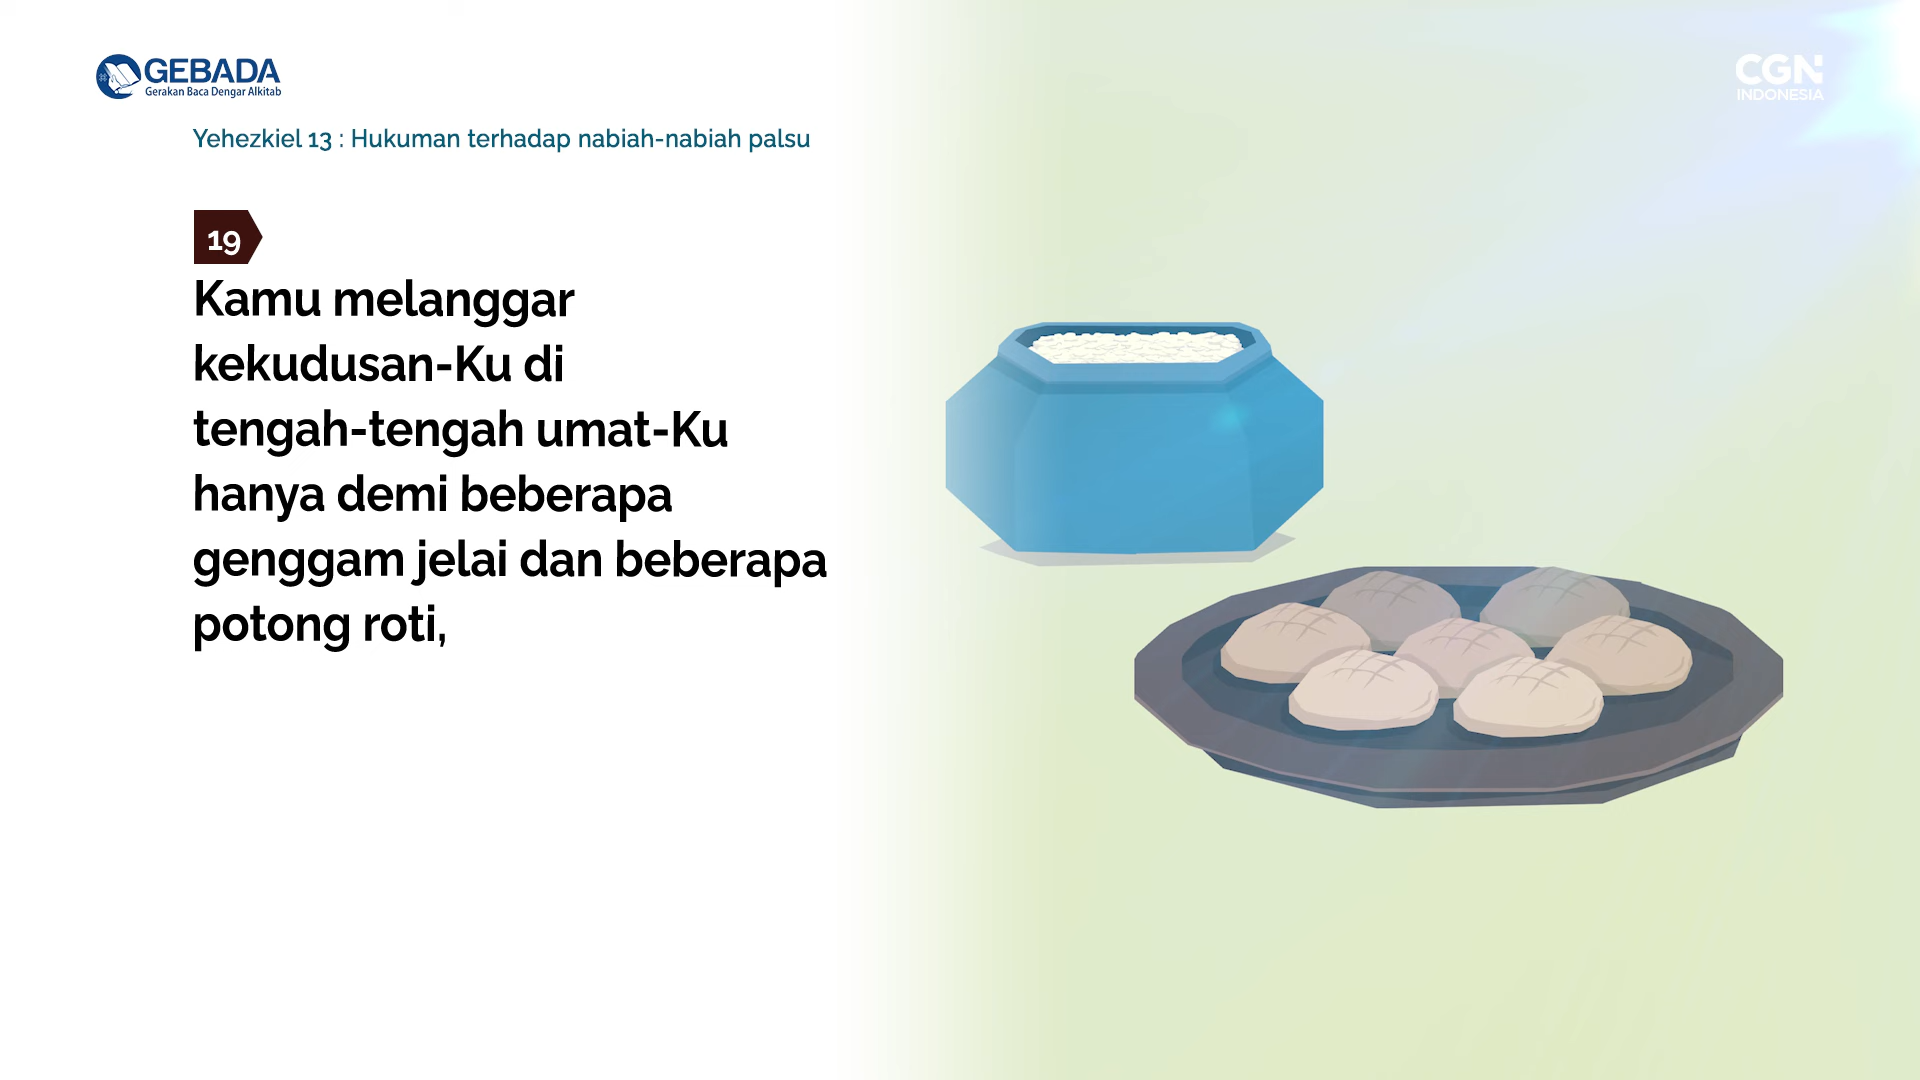 GEBADA
Gerakan Baca Dengar Alkitab
CGN
INDONESIA
Yehezkiel 13 : Hukuman terhadap nabiah-nabiah palsu
19
Kamu melanggar
kekudusan-Ku di
tengah-tengah umat-Ku
hanya demi beberapa
genggam jelai dan beberapa
potong roti,